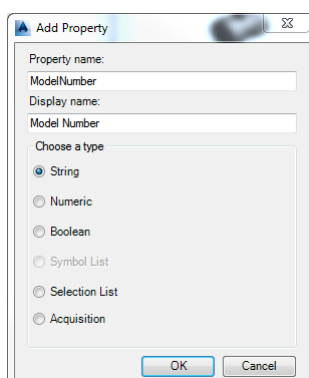 Add Property
Property name:
ModelNumber
Display name:
Model Number
Choose a type
String
Numeric
Boolean
Symbol List
Selection List
Acquisition
OK
Cancel